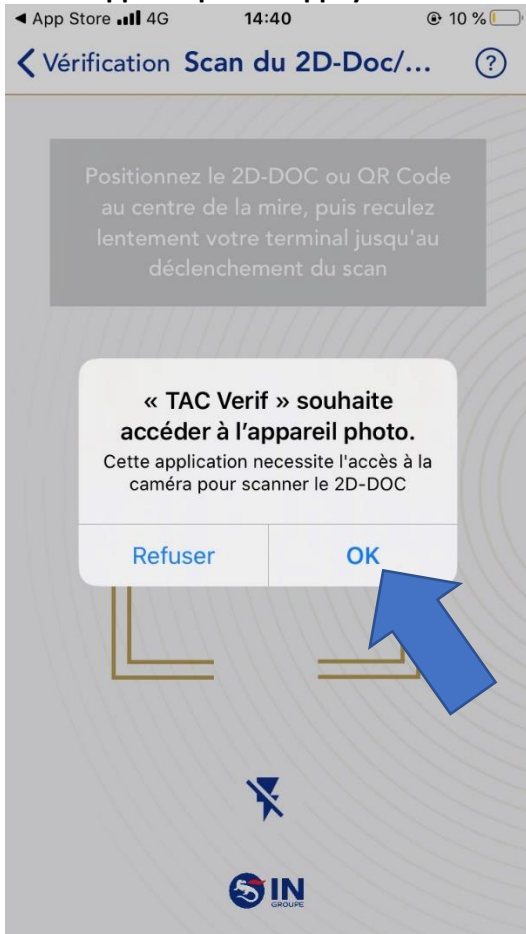 App Store 4G 14:40 10 %
Vérification Scan du 2D-Doc/... ?
Positionnez le 2D-DOC ou QR Code
au centre de la mire, puis reculez
lentement votre terminal jusqu'au
déclenchement du scan
« TAC Verif » souhaite
accéder à l'appareil photo.
Cette application necessite l'accès à la
caméra pour scanner le 2D-DOC
Refuser OK
IN
GROUPE